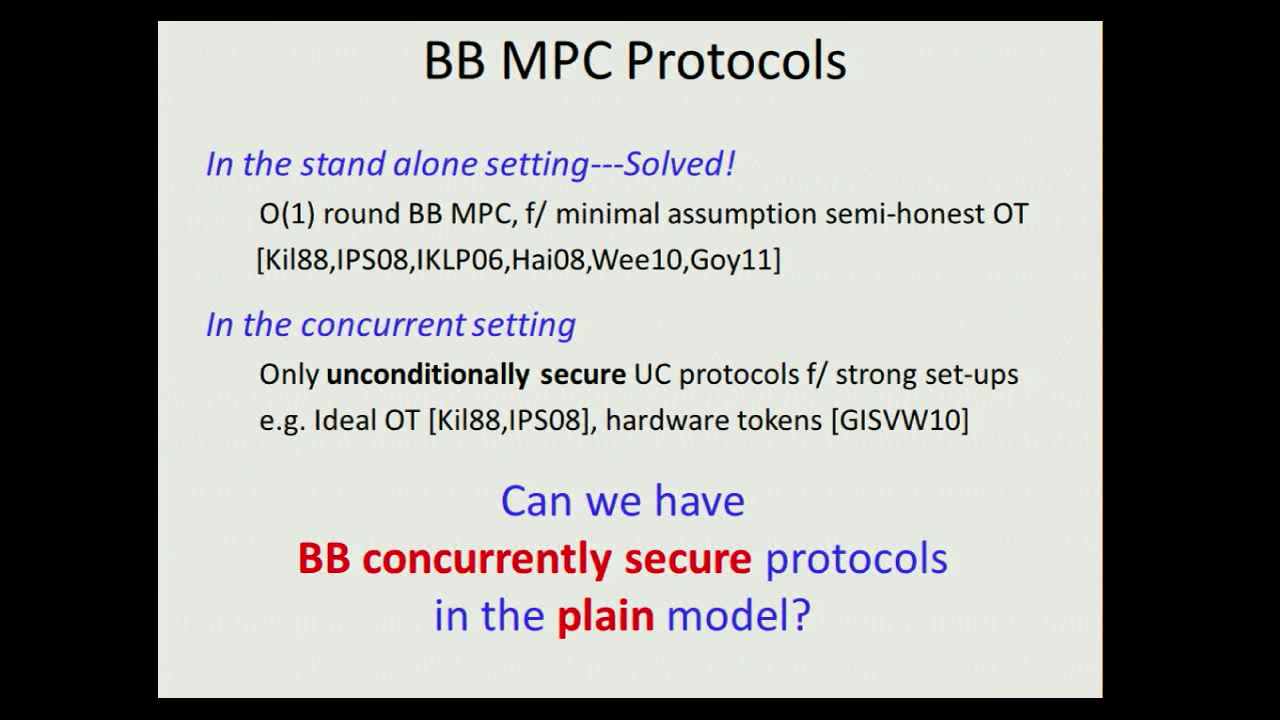 BB MPC Protocols
In the stand alone setting---Solved!
O(1) round BB MPC, f/ minimal assumption semi-honest OT
[Kil88,IPS08,IKLP06,Hai08,Wee10,Goy11]
In the concurrent setting
Only unconditionally secure UC protocols f/ strong set-ups
e.g. Ideal OT [Kil88,IPS08], hardware tokens [GISVW10]
Can we have
BB concurrently secure protocols
in the plain model?